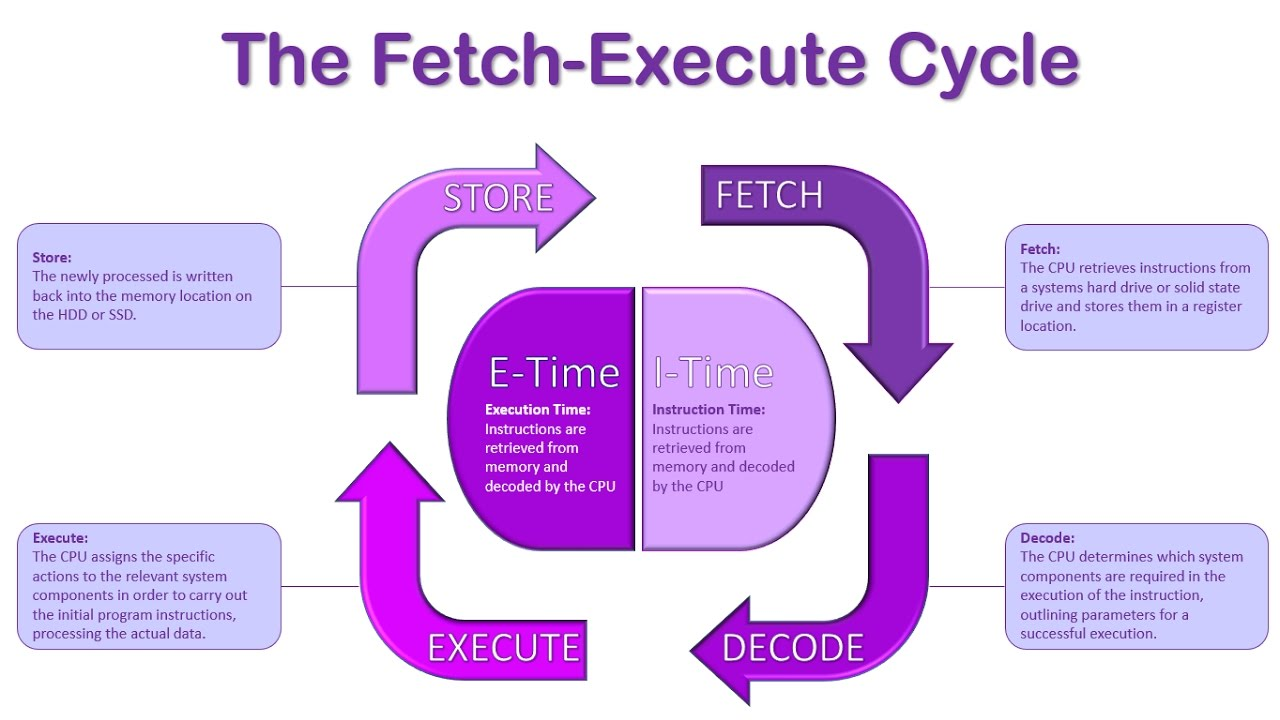 The Fetch-Execute Cycle
STORE
FETCH
Store:
The newly processed is written
back into the memory location on
the HDD or SSD.
Fetch:
The CPU retrieves instructions from
a systems hard drive or solid state
drive and stores them in a register
location.
E-Time
Execution Time:
Instructions are
retrieved from
memory and
decoded by the CPU
I-Time
Instruction Time:
Instructions are
retrieved from
memory and decoded
by the CPU
Execute:
The CPU assigns the specific
actions to the relevant system
components in order to carry out
the initial program instructions,
processing the actual data.
Decode:
The CPU determines which system
components are required in the
execution of the instruction,
outlining parameters for a
successful execution.
EXECUTE
DECODE